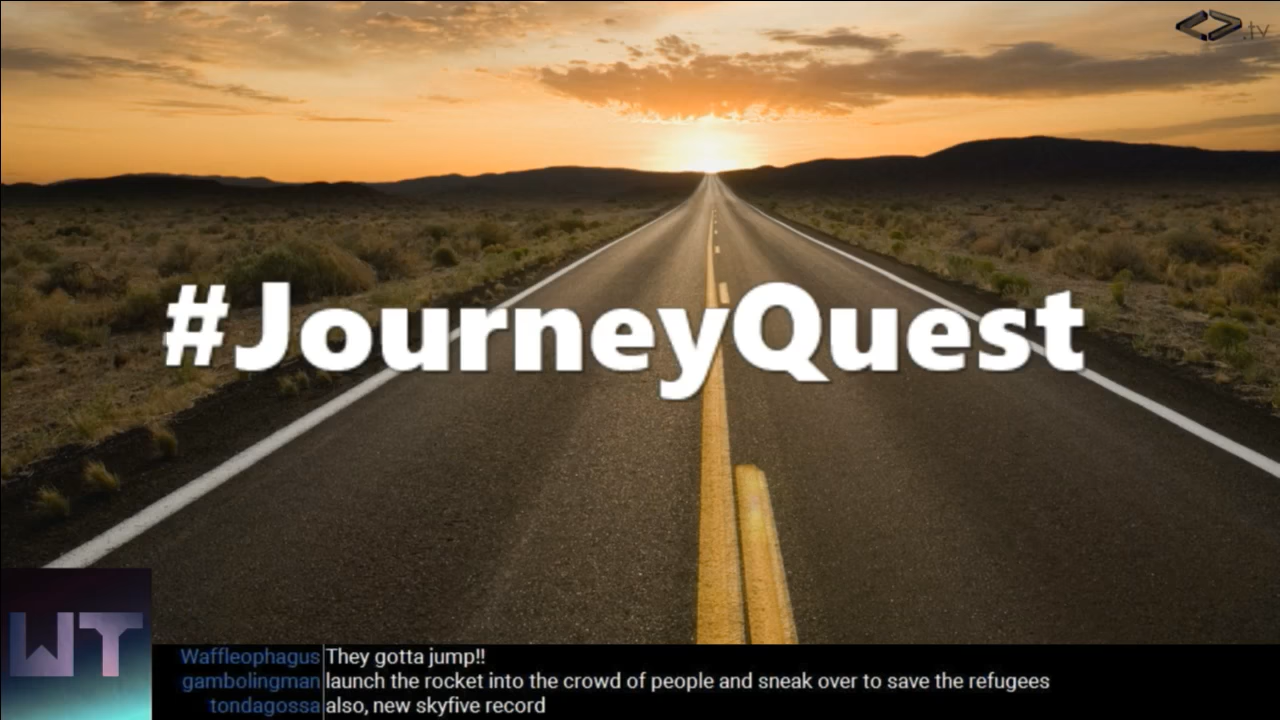 .tv
#JourneyQuest
WT
Waffleophagus They gotta jump!!
gambolingman launch the rocket into the crowd of people and sneak over to save the refugees
tondagossa also, new skyfive record